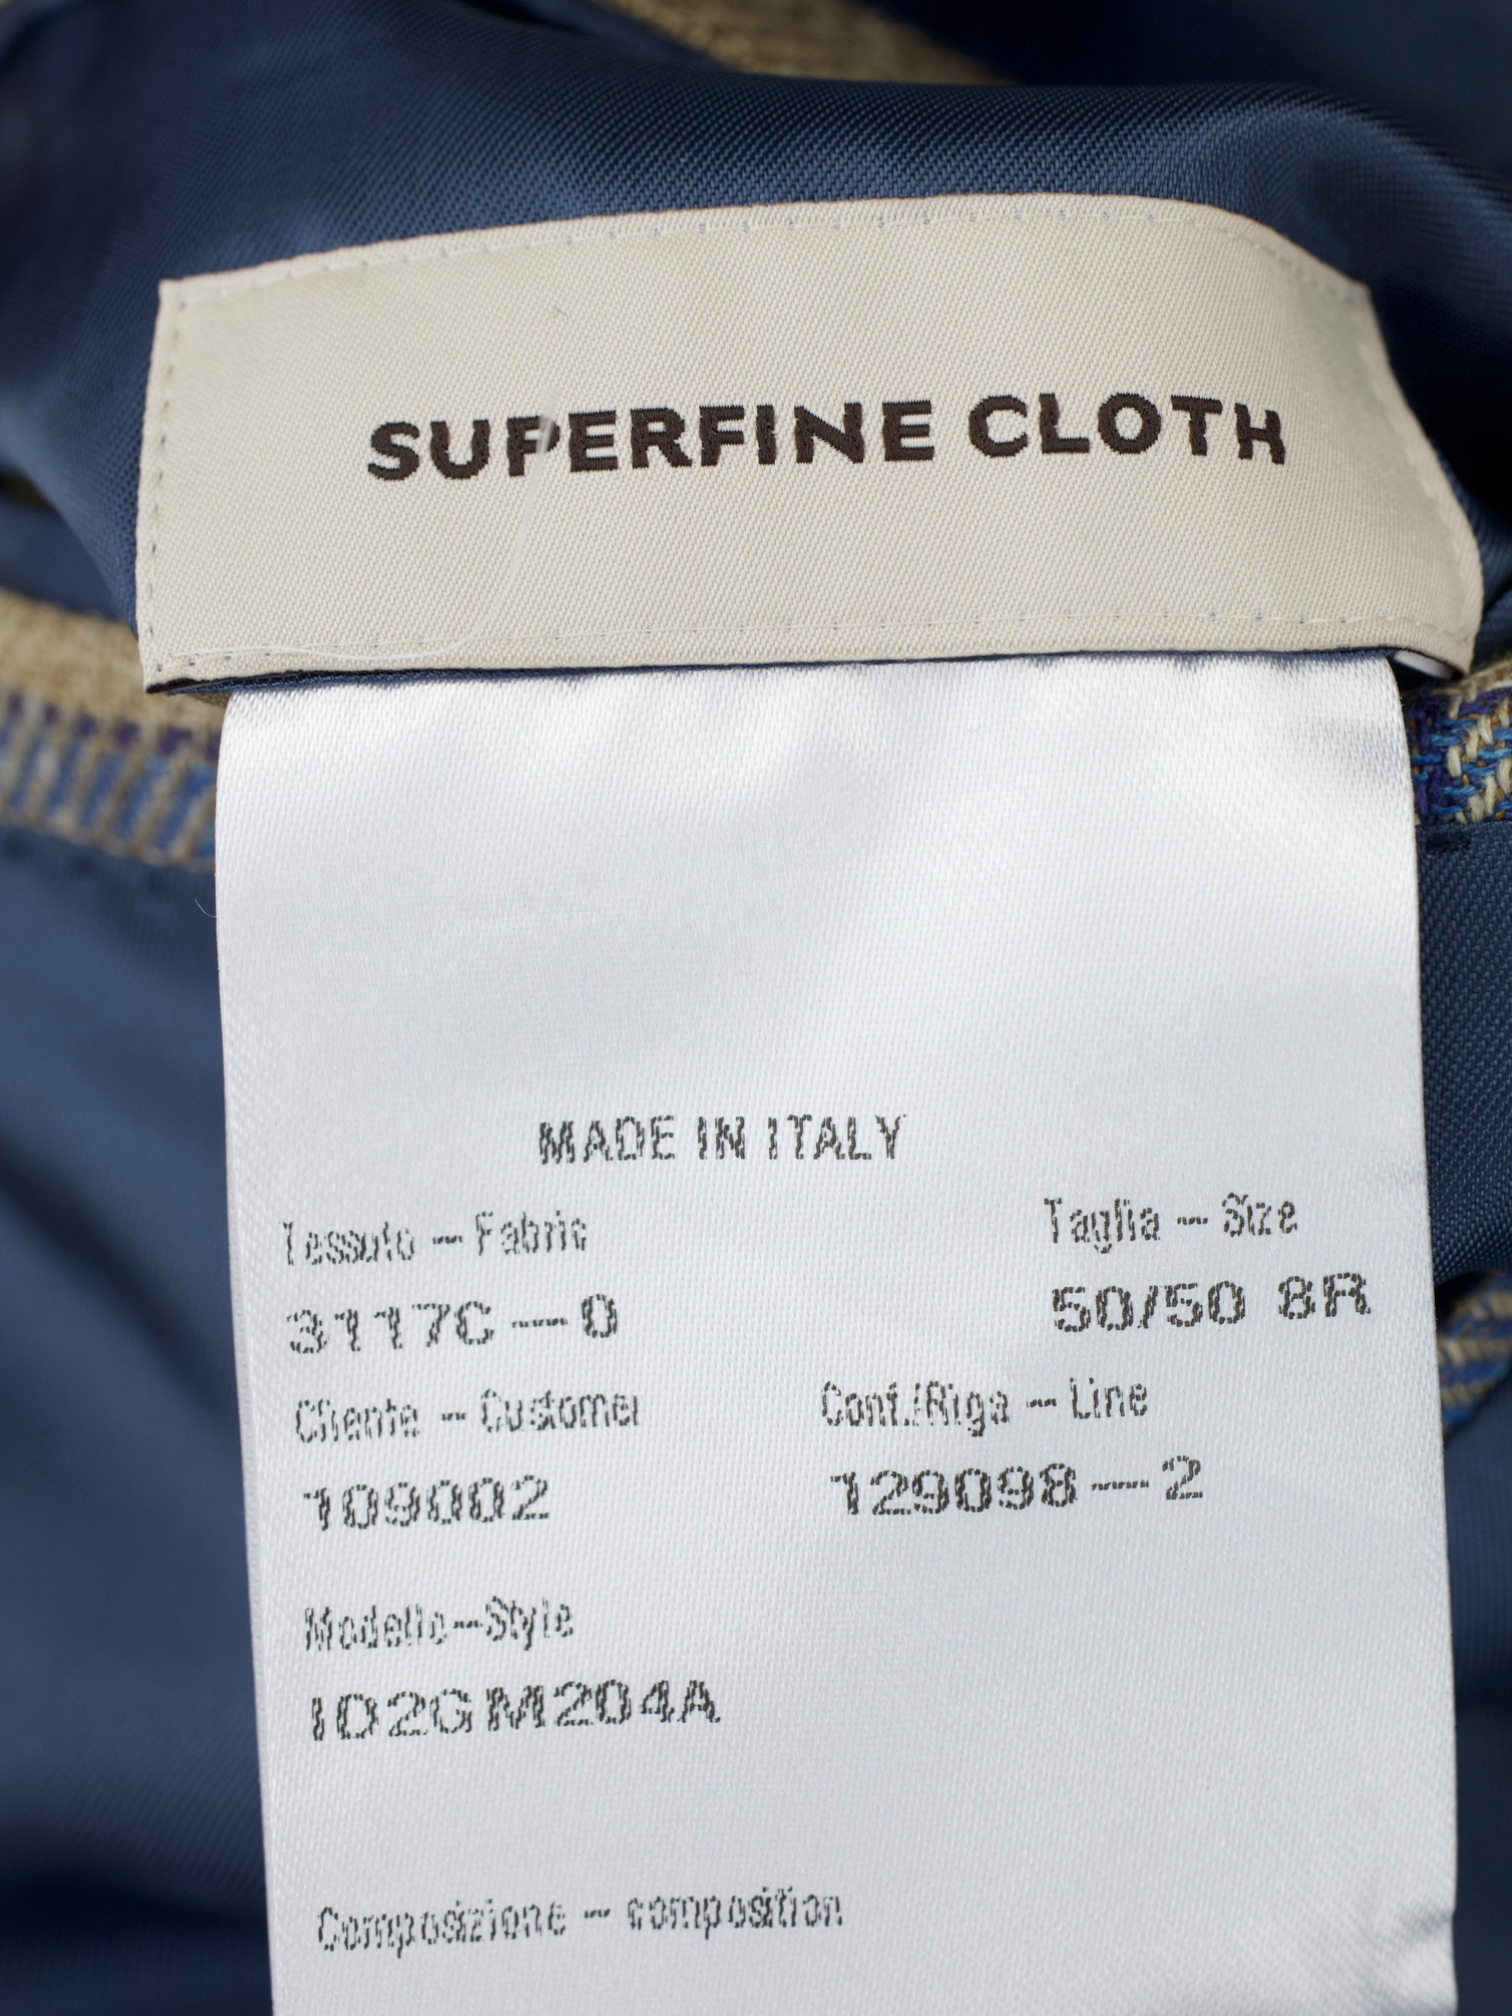 SUPERFINE CLOTH
MADE IN ITALY
Tessuto - Fabric
Taglia - Size
3117C - 0
50/50 8R
Cliente - Customer
Conf./Riga - Line
109002
129098 - 2
Modello-Style
ID2GM204A
Composizione - composition